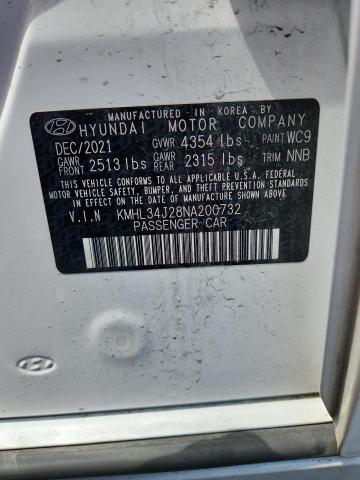 MANUFACTURED IN KOREA BY
HYUNDAI MOTOR COMPANY
DEC/2021 GVWR 4354 lbs PAINT WC9
GAWR FRONT 2513 lbs GAWR REAR 2315 lbs TRIM NNB
THIS VEHICLE CONFORMS TO ALL APPLICABLE U.S.A. FEDERAL
MOTOR VEHICLE SAFETY, BUMPER, AND THEFT PREVENTION
STANDARDS IN EFFECT ON THE DATE OF MANUFACTURE
SHOWN ABOVE.
V.I.N KMHL34J28NA200732
PASSENGER CAR